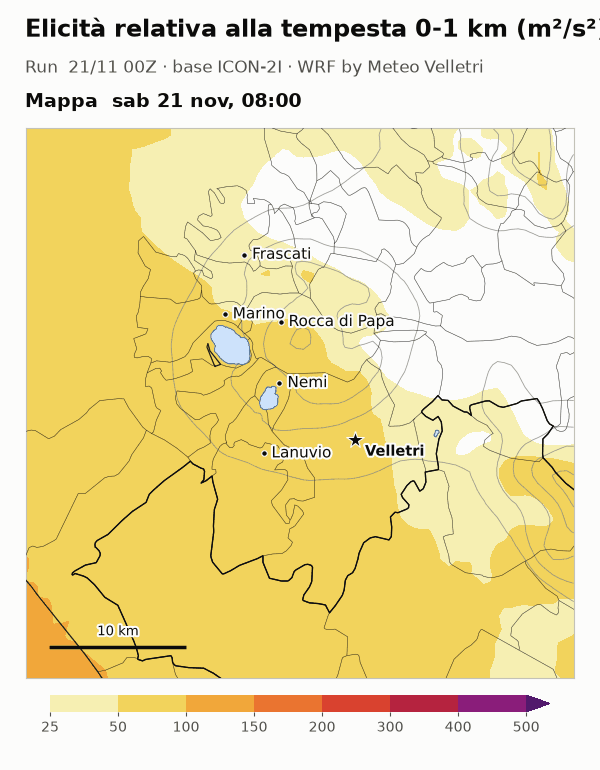 Elicità relativa alla tempesta 0-1 km (m²/s²)
Run  21/11 00Z · base ICON-2I · WRF by Meteo Velletri
Mappa  sab 21 nov, 08:00
Frascati
Marino
Rocca di Papa
Nemi
Lanuvio
Velletri
10 km
25 50 100 150 200 300 400 500